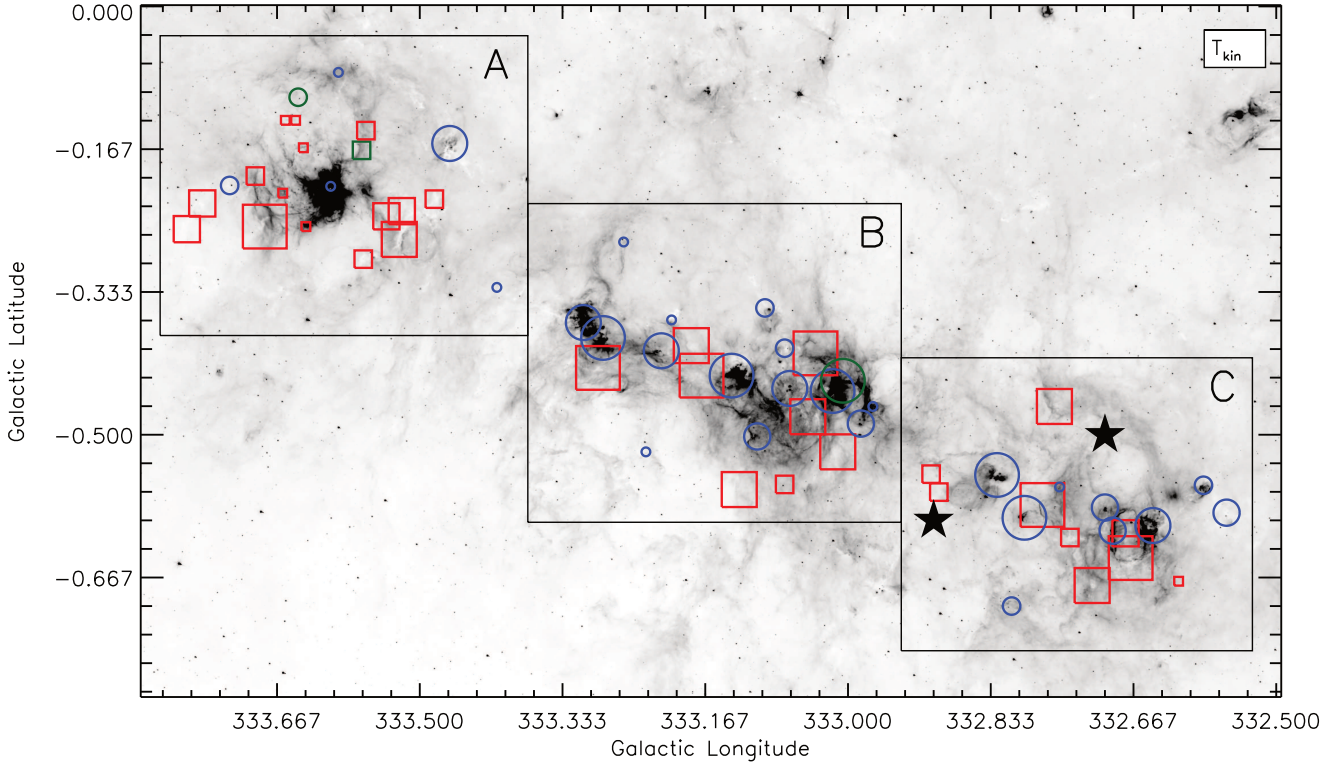 0.000
-0.167
-0.333
-0.500
-0.667
Galactic Latitude
A
B
C
Tkin
333.667 333.500 333.333 333.167 333.000 332.833 332.667 332.500
Galactic Longitude